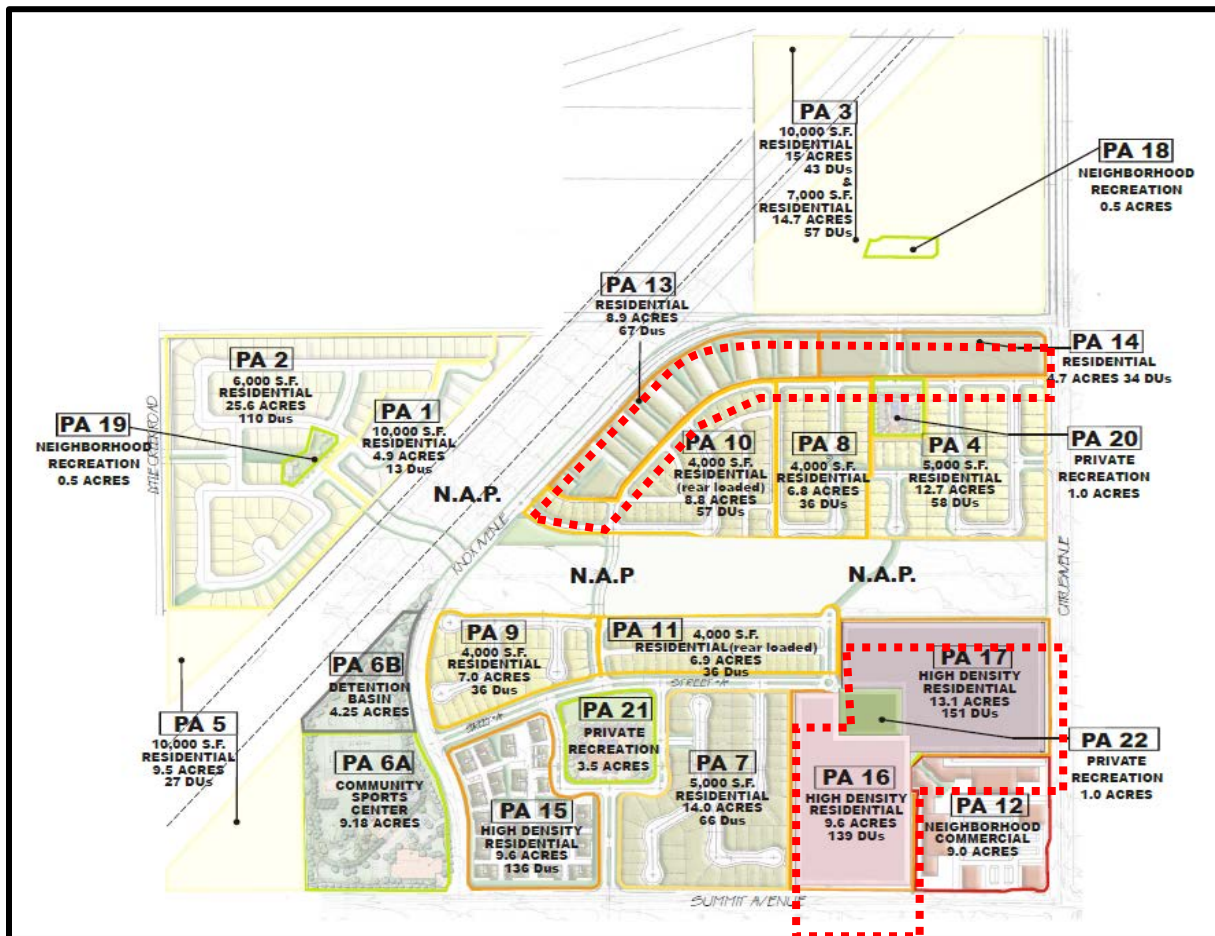 PA 3
10,000 S.F.
RESIDENTIAL
15 ACRES
43 DUs
&
7,000 S.F.
RESIDENTIAL
14.7 ACRES
57 DUs
PA 18
NEIGHBORHOOD
RECREATION
0.5 ACRES
PA 13
RESIDENTIAL
8.9 ACRES
67 Dus
PA 14
RESIDENTIAL
4.7 ACRES 34 DUs
PA 2
6,000 S.F.
RESIDENTIAL
25.6 ACRES
110 Dus
PA 1
10,000 S.F.
RESIDENTIAL
4.9 ACRES
13 Dus
PA 19
NEIGHBORHOOD
RECREATION
0.5 ACRES
LYTLE CREEK ROAD
N.A.P.
KNOX AVENUE
PA 10
4,000 S.F.
RESIDENTIAL
(rear loaded)
8.8 ACRES
57 DUs
PA 8
4,000 S.F.
RESIDENTIAL
6.8 ACRES
36 DUs
PA 4
5,000 S.F.
RESIDENTIAL
12.7 ACRES
58 DUs
PA 20
PRIVATE
RECREATION
1.0 ACRES
N.A.P
N.A.P.
CITRUS AVENUE
PA 9
4,000 S.F.
RESIDENTIAL
7.0 ACRES
36 Dus
PA 11
4,000 S.F.
RESIDENTIAL(rear loaded)
6.9 ACRES
36 DUs
STREET "A"
STREET "A"
PA 17
HIGH DENSITY
RESIDENTIAL
13.1 ACRES
151 DUs
PA 6B
DETENTION
BASIN
4.25 ACRES
PA 5
10,000 S.F.
RESIDENTIAL
9.5 ACRES
27 DUs
PA 21
PRIVATE
RECREATION
3.5 ACRES
PA 22
PRIVATE
RECREATION
1.0 ACRES
PA 6A
COMMUNITY
SPORTS
CENTER
9.18 ACRES
PA 7
5,000 S.F.
RESIDENTIAL
14.0 ACRES
66 Dus
PA 16
HIGH DENSITY
RESIDENTIAL
9.6 ACRES
139 DUs
PA 15
HIGH DENSITY
RESIDENTIAL
9.6 ACRES
136 Dus
PA 12
NEIGHBORHOOD
COMMERCIAL
9.0 ACRES
SUMMIT AVENUE